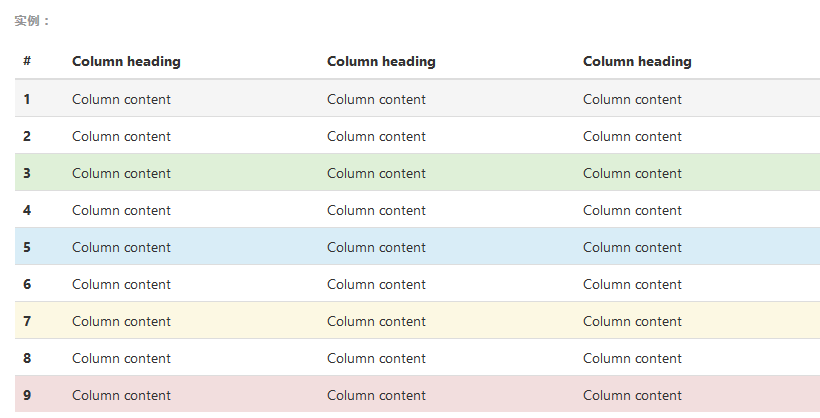 实例：
# Column heading Column heading Column heading
1 Column content Column content Column content
2 Column content Column content Column content
3 Column content Column content Column content
4 Column content Column content Column content
5 Column content Column content Column content
6 Column content Column content Column content
7 Column content Column content Column content
8 Column content Column content Column content
9 Column content Column content Column content